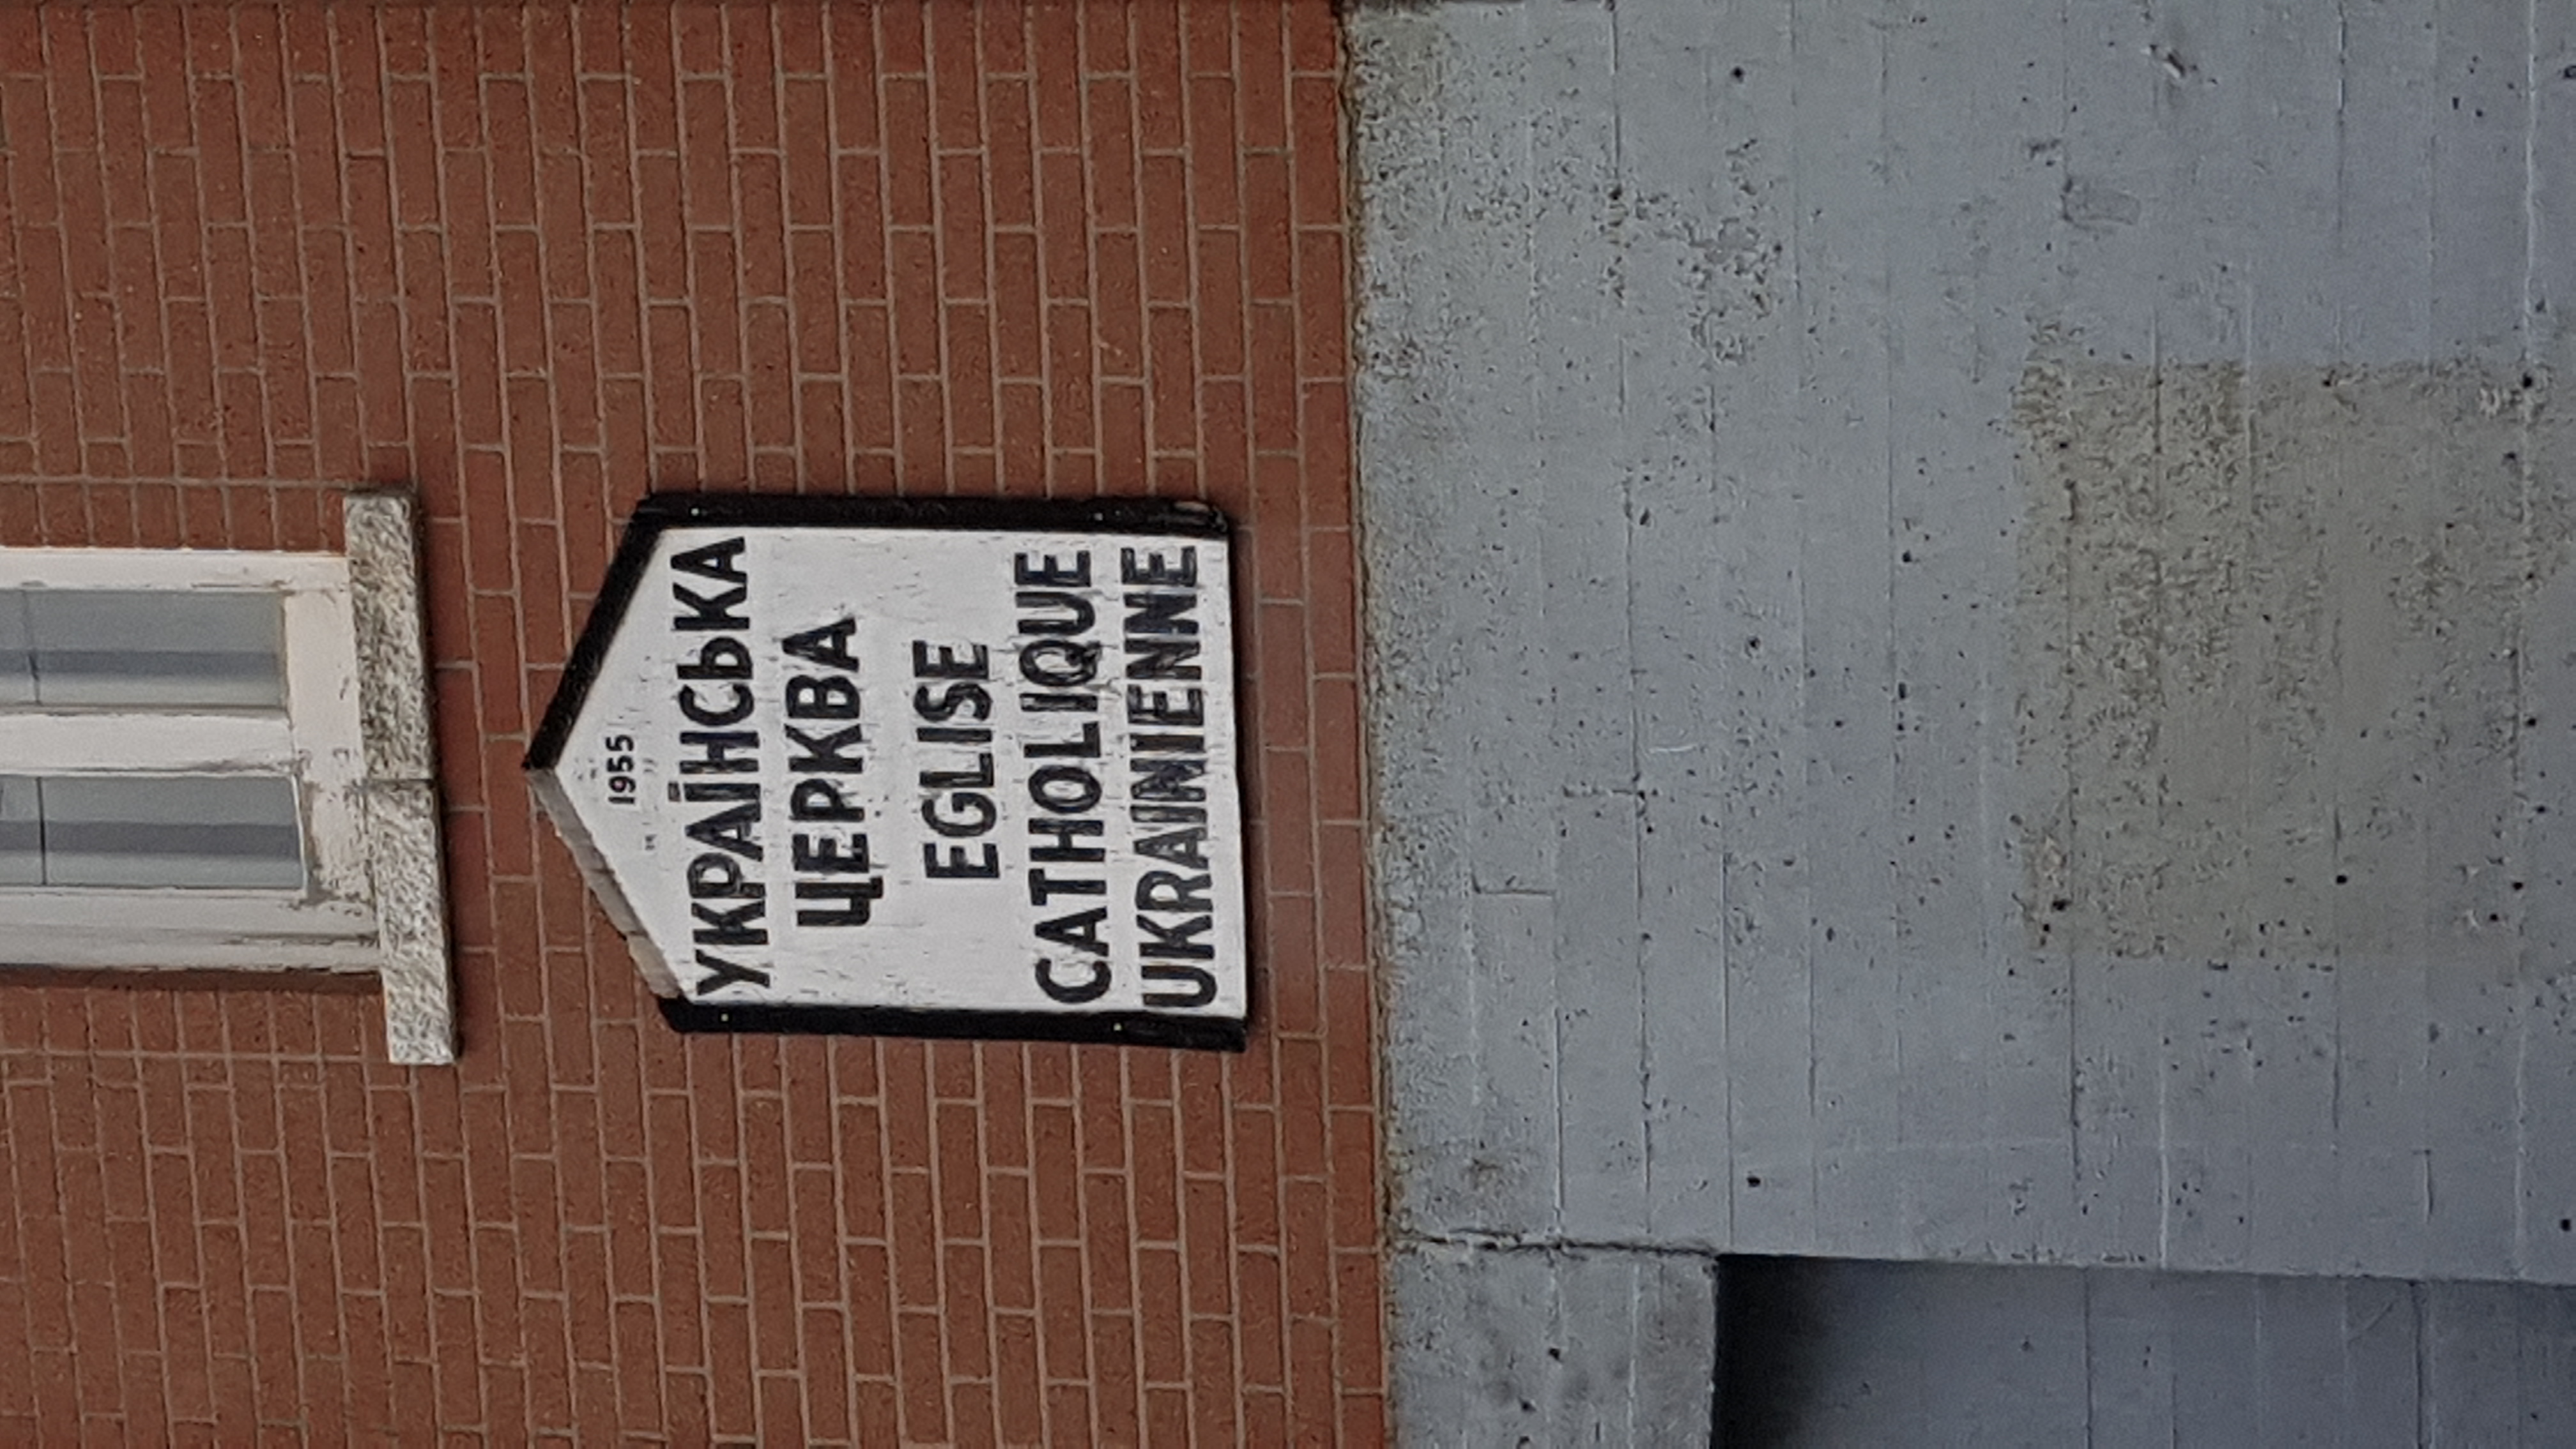 1955
УКРАЇНСЬКА
ЦЕРКВА
EGLISE
CATHOLIQUE
UKRAINIENNE